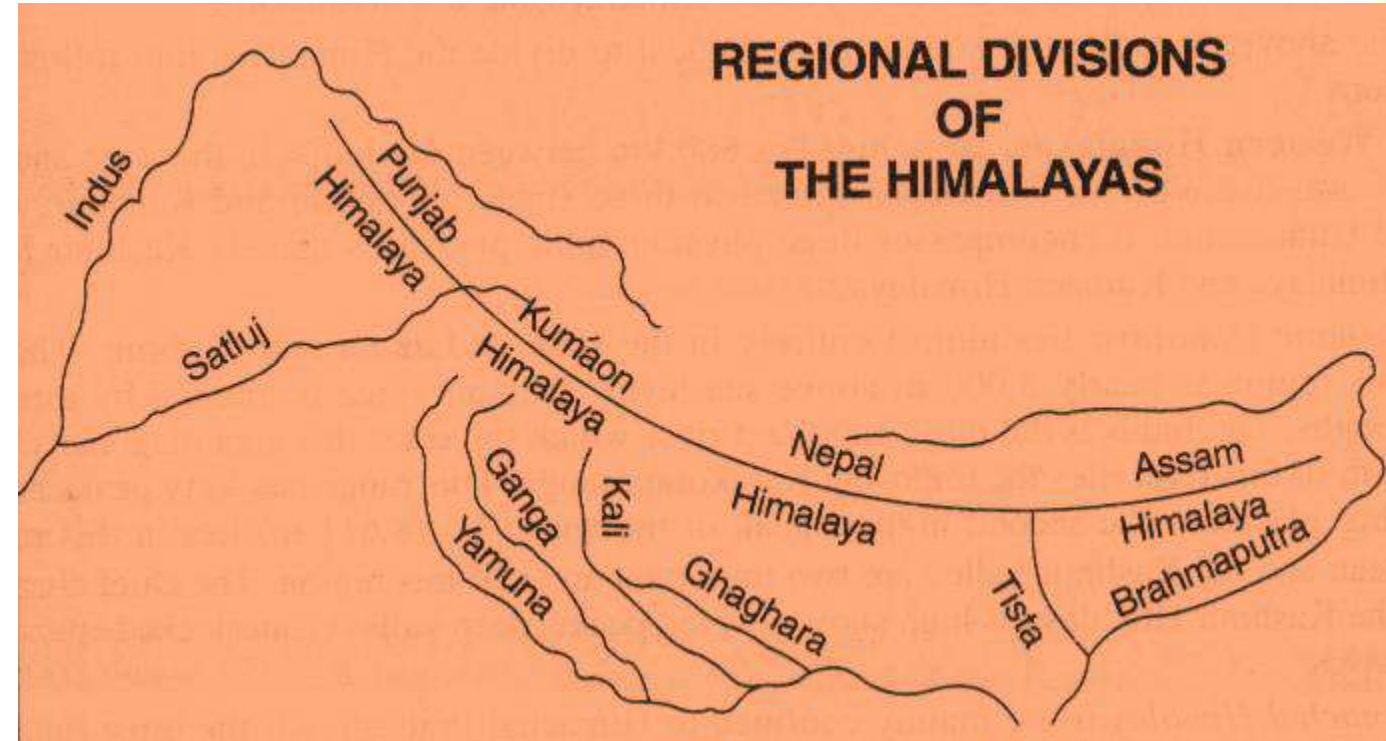 REGIONAL DIVISIONS
OF
THE HIMALAYAS
Indus
Punjab
Himalaya
Satluj
Kumáon
Himalaya
Ganga
Yamuna
Kali
Ghaghara
Nepal
Himalaya
Tista
Assam
Himalaya
Brahmaputra